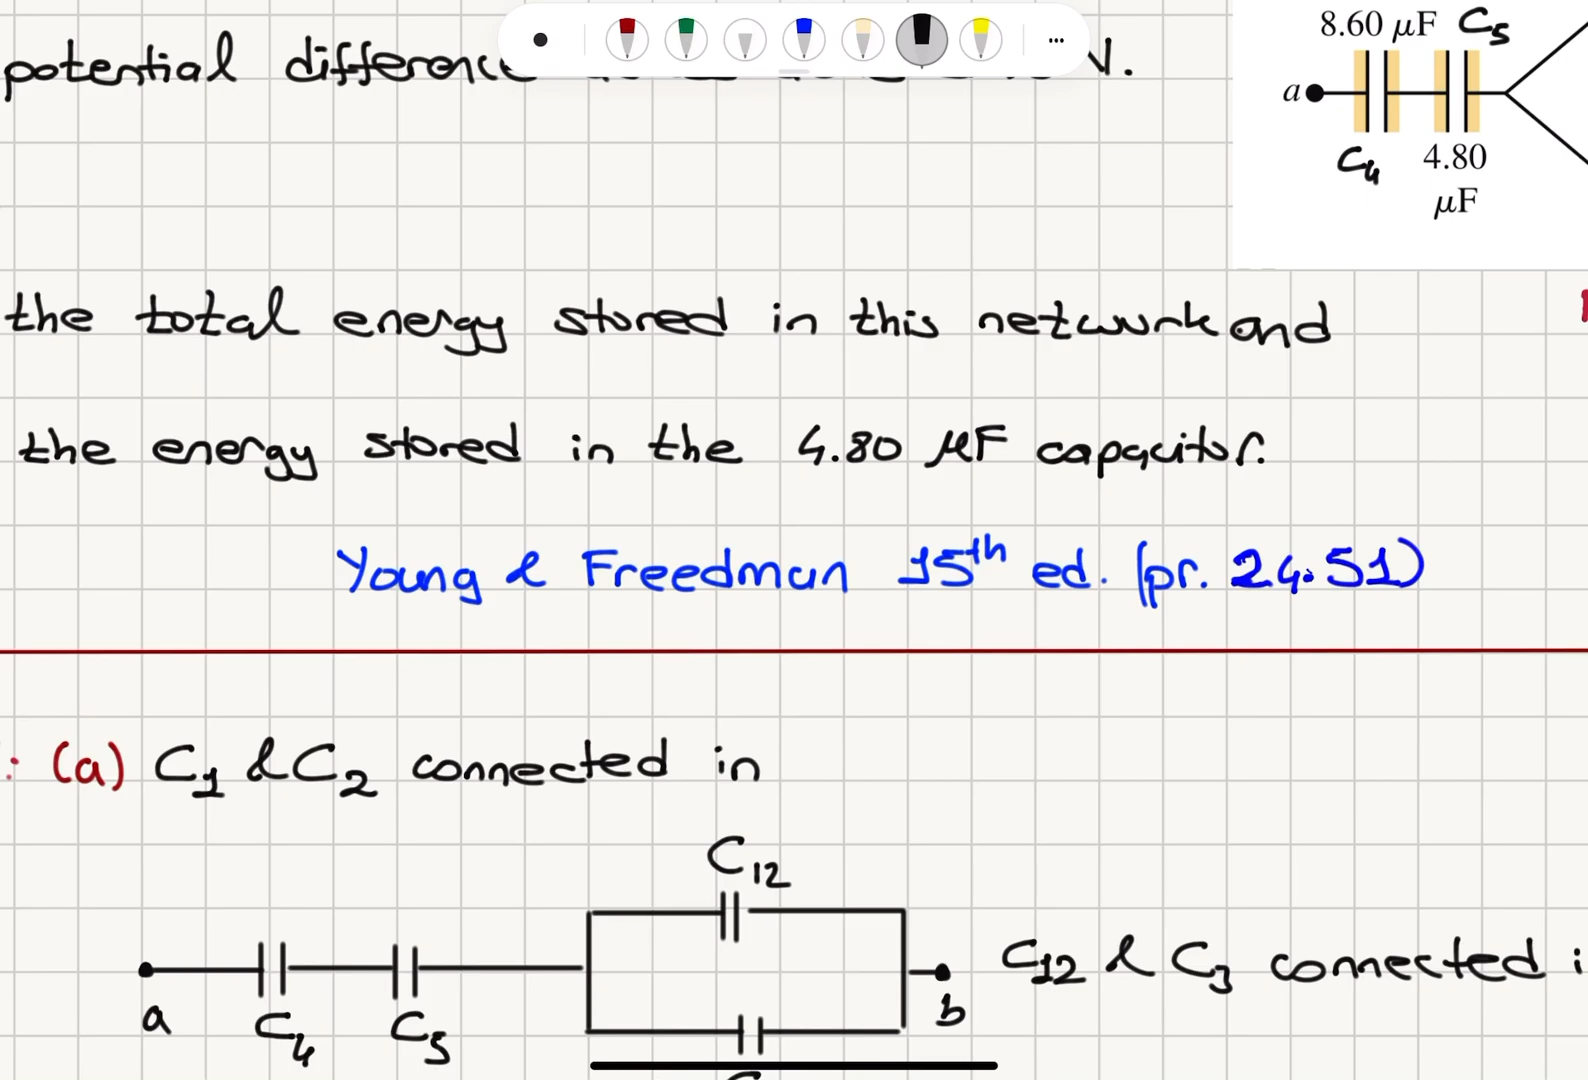 potential difference V.
8.60 µF C5
a
C4 4.80
µF
the total energy stored in this network and
the energy stored in the 4.80 µF capacitor.
Young & Freedman 15th ed. (pr. 24.51)
: (a) C1 & C2 connected in
C12
C12 & C3 connected i
a C4 C5 b